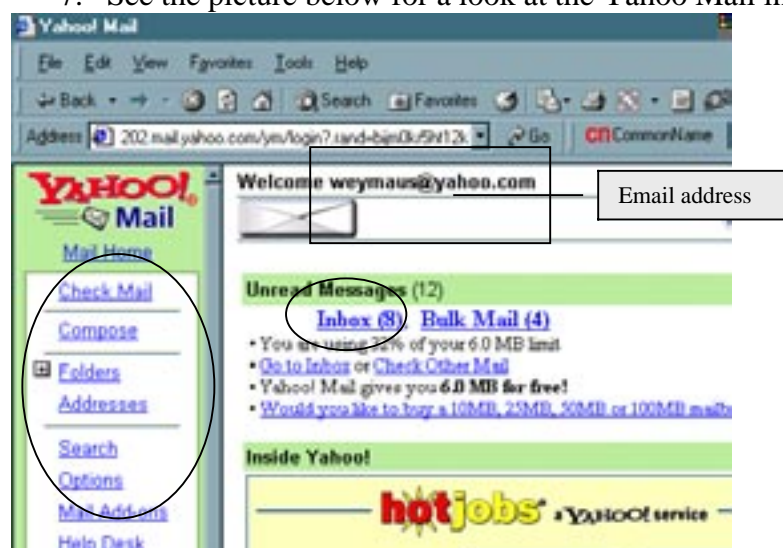 7. See the picture below for a look at the Yahoo Mail
Yahoo! Mail
File Edit View Favorites Tools Help
Back Search Favorites
Address 202.mail.yahoo.com/ym/login?.rand= Go CommonName
YAHOO! Mail
Welcome weymaus@yahoo.com
Email address
Mail Home
Check Mail
Compose
Folders
Addresses
Search
Options
Mail Add-ons
Help Desk
Unread Messages (12)
Inbox (8), Bulk Mail (4)
• You are using 32% of your 6.0 MB limit
• Go to Inbox or Check Other Mail
• Yahoo! Mail gives you 6.0 MB for free!
• Would you like to buy a 10MB, 25MB, 50MB or 100MB
Inside Yahoo!
hotjobs a YAHOO! service